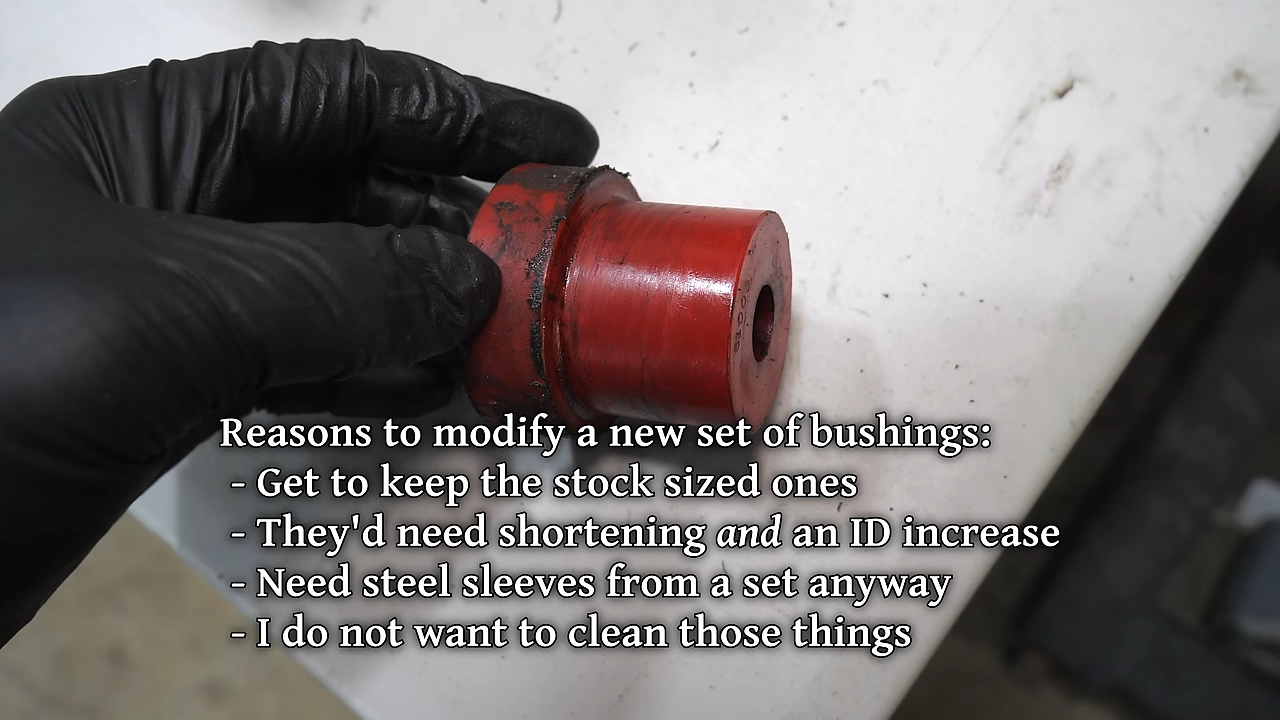 Reasons to modify a new set of bushings:
- Get to keep the stock sized ones
- They'd need shortening and an ID increase
- Need steel sleeves from a set anyway
- I do not want to clean those things